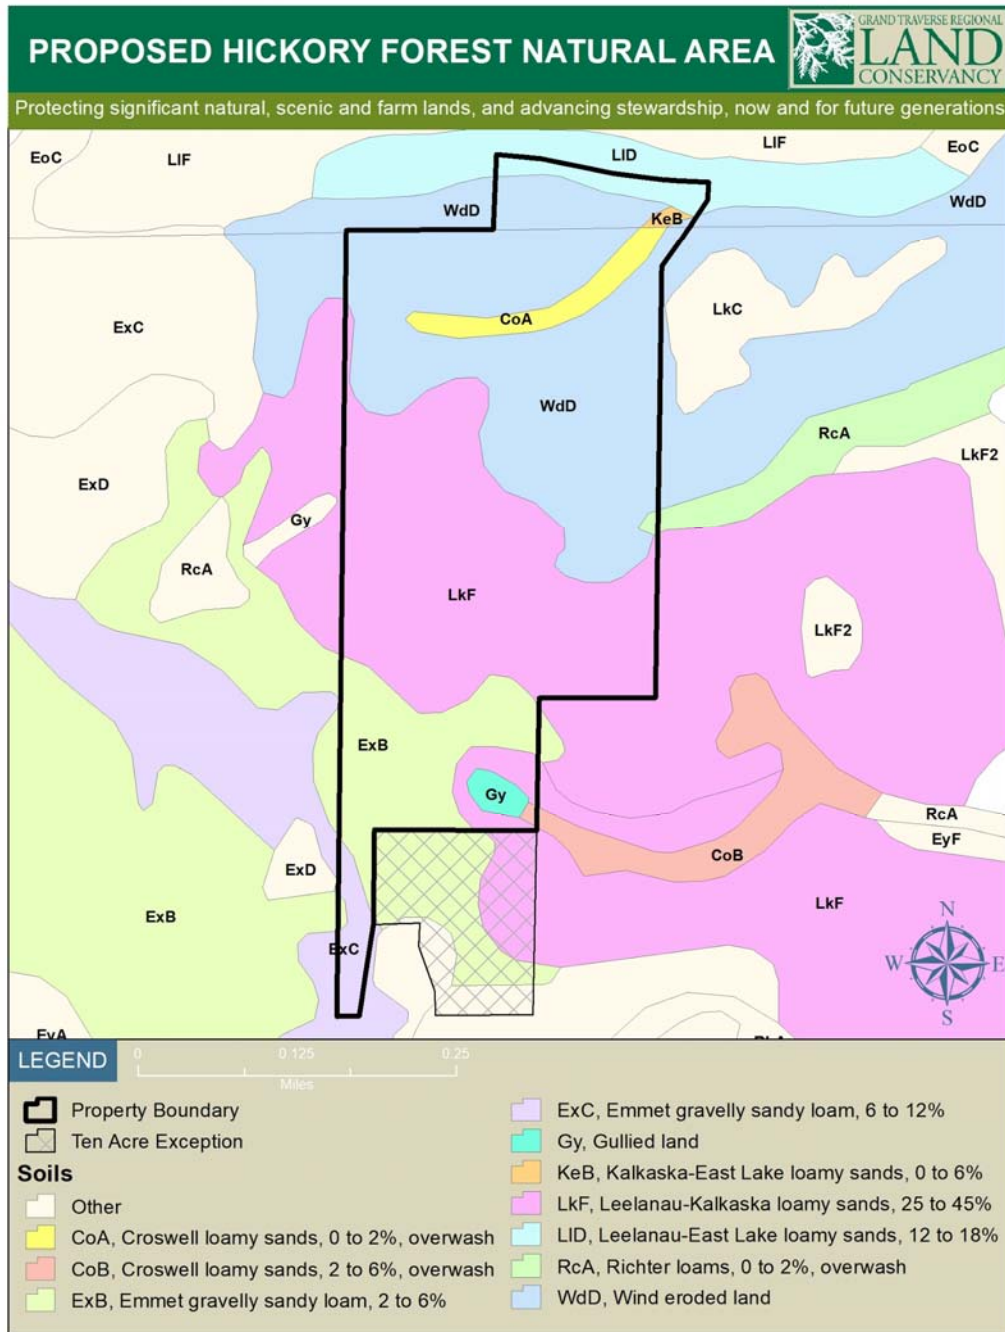 PROPOSED HICKORY FOREST NATURAL AREA
GRAND TRAVERSE REGIONAL
LAND
CONSERVANCY
Protecting significant natural, scenic and farm lands, and advancing stewardship, now and for future generations
EoC
LlF
LlD
LlF
EoC
WdD
KeB
WdD
ExC
CoA
LkC
WdD
RcA
LkF2
ExD
Gy
RcA
LkF
LkF2
ExB
Gy
RcA
EyF
CoB
ExD
ExB
LkF
ExC
N
W
E
S
LEGEND
0 0.125 0.25
Miles
Property Boundary
Ten Acre Exception
Soils
Other
CoA, Croswell loamy sands, 0 to 2%, overwash
CoB, Croswell loamy sands, 2 to 6%, overwash
ExB, Emmet gravelly sandy loam, 2 to 6%
ExC, Emmet gravelly sandy loam, 6 to 12%
Gy, Gullied land
KeB, Kalkaska-East Lake loamy sands, 0 to 6%
LkF, Leelanau-Kalkaska loamy sands, 25 to 45%
LlD, Leelanau-East Lake loamy sands, 12 to 18%
RcA, Richter loams, 0 to 2%, overwash
WdD, Wind eroded land